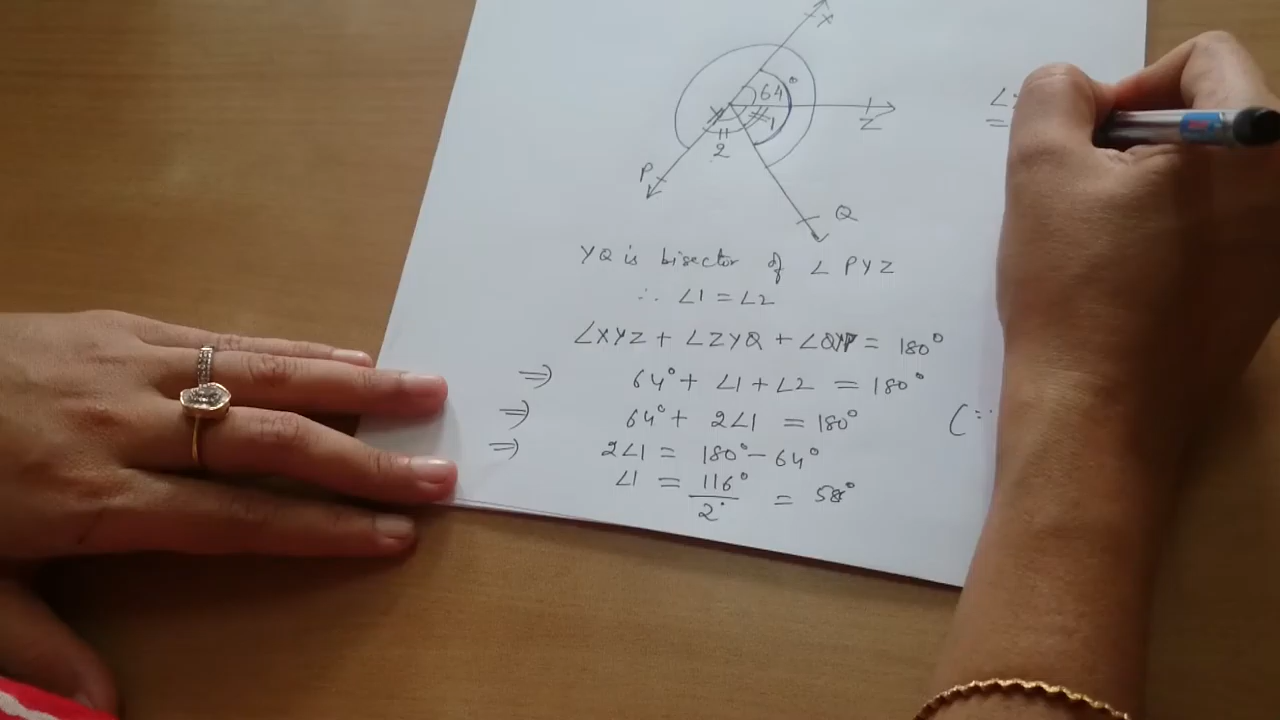 X
64°
Z
1
2
P
Q
YQ is bisector of ∠PYZ
∴ ∠1 = ∠2
∠XYZ + ∠ZYQ + ∠QYP = 180°
⇒ 64° + ∠1 + ∠2 = 180°
⇒ 64° + 2∠1 = 180° (∵
⇒ 2∠1 = 180° - 64°
∠1 = 116°/2 = 58°